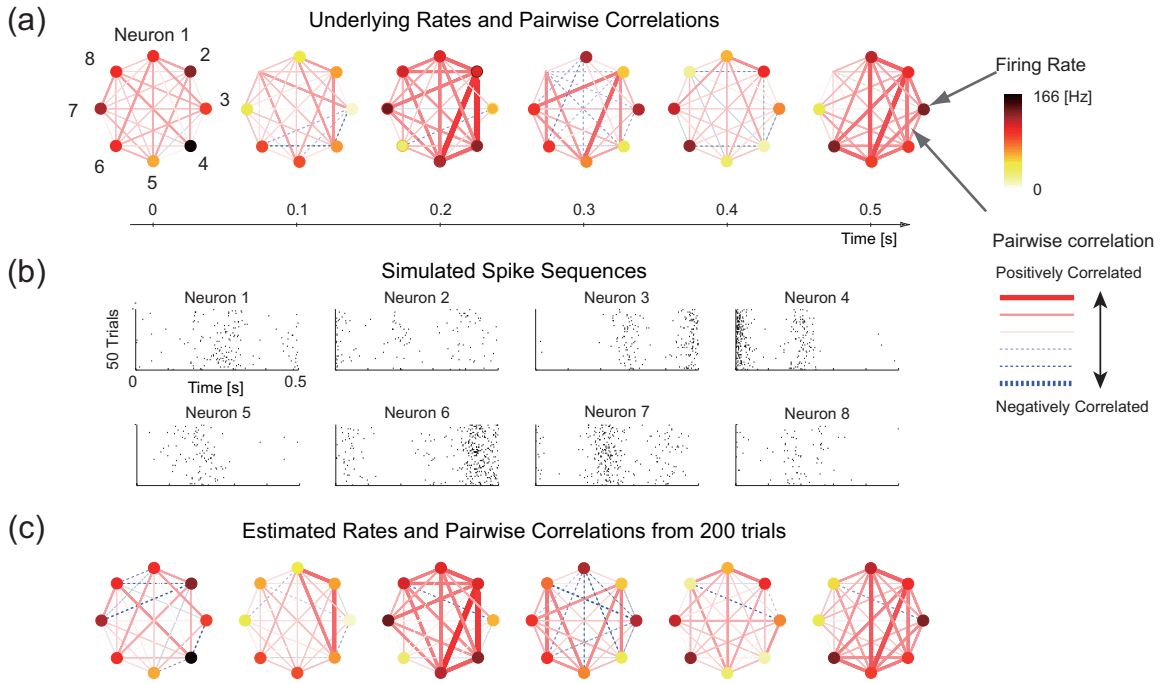 (a)
Underlying Rates and Pairwise Correlations
Neuron 1
2
3
4
5
6
7
8
Firing Rate
166 [Hz]
0
0
0.1
0.2
0.3
0.4
0.5
Time [s]
Pairwise correlation
Positively Correlated
Negatively Correlated
(b)
Simulated Spike Sequences
Neuron 1
Neuron 2
Neuron 3
Neuron 4
50 Trials
0
Time [s]
0.5
Neuron 5
Neuron 6
Neuron 7
Neuron 8
(c)
Estimated Rates and Pairwise Correlations from 200 trials